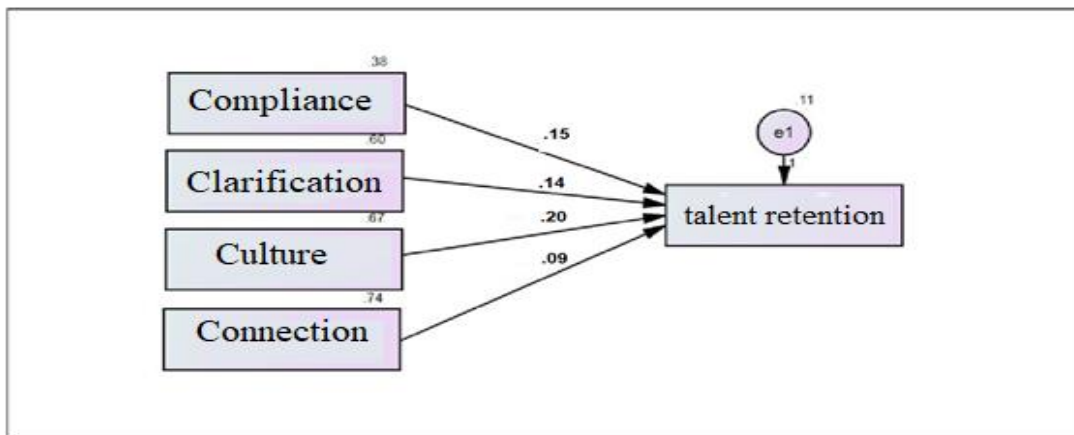 .38
Compliance
.15
.60
Clarification
.14
.67
Culture
.20
.74
Connection
.09
.11
e1
1
talent retention